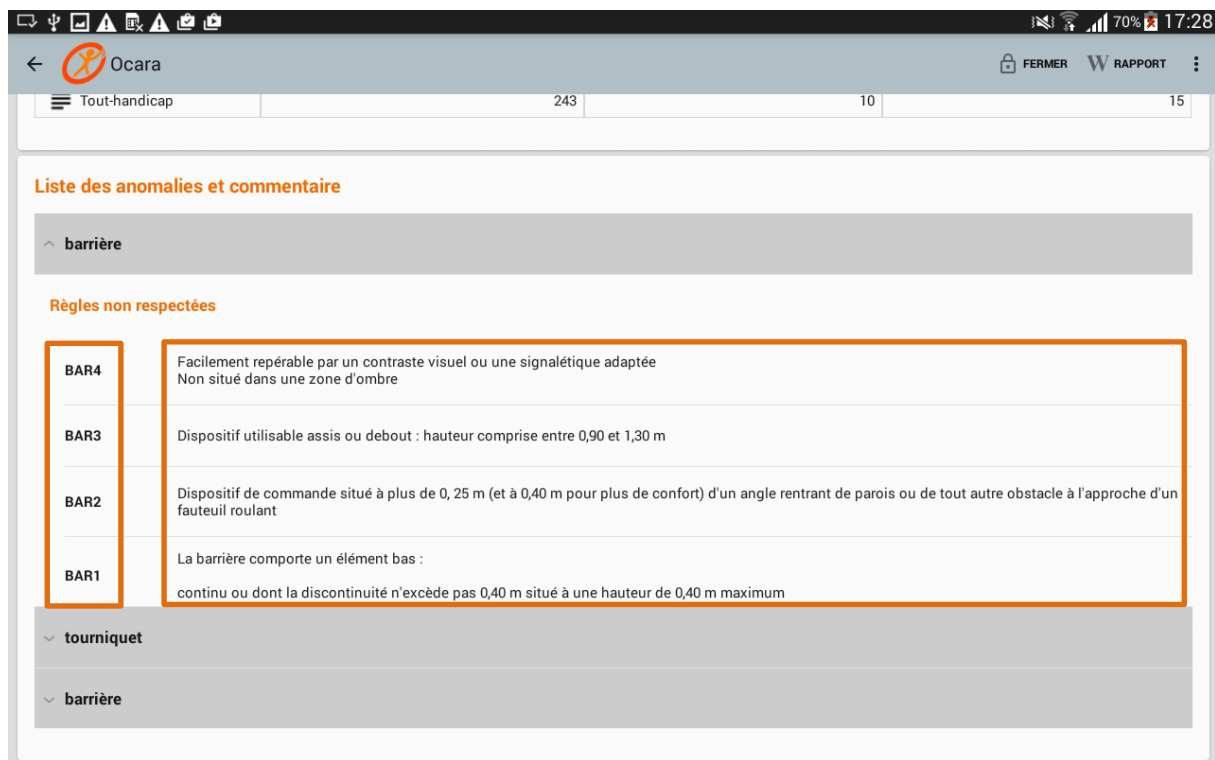 70% 17:28
Ocara
FERMER
W RAPPORT
Tout-handicap 243 10 15
Liste des anomalies et commentaire
barrière
Règles non respectées
BAR4
Facilement repérable par un contraste visuel ou une signalétique adaptée
Non situé dans une zone d'ombre
BAR3
Dispositif utilisable assis ou debout : hauteur comprise entre 0,90 et 1,30 m
BAR2
Dispositif de commande situé à plus de 0, 25 m (et à 0,40 m pour plus de confort) d'un angle rentrant de parois ou de tout autre obstacle à l'approche d'un
fauteuil roulant
BAR1
La barrière comporte un élément bas :
continu ou dont la discontinuité n'excède pas 0,40 m situé à une hauteur de 0,40 m maximum
tourniquet
barrière